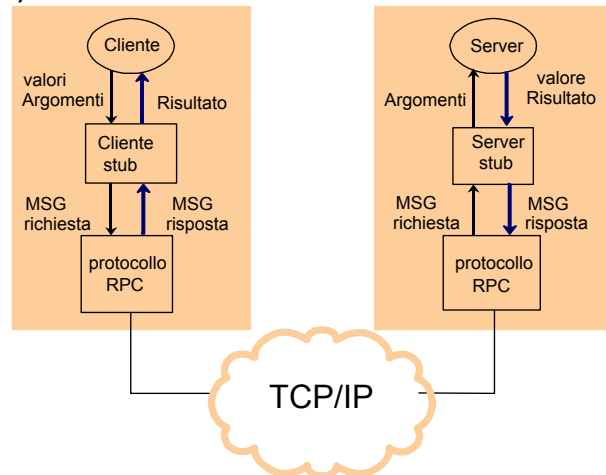 )
Cliente
valori
Argomenti
Risultato
Cliente
stub
MSG
richiesta
MSG
risposta
protocollo
RPC
Server
Argomenti
valore
Risultato
Server
stub
MSG
richiesta
MSG
risposta
protocollo
RPC
TCP/IP